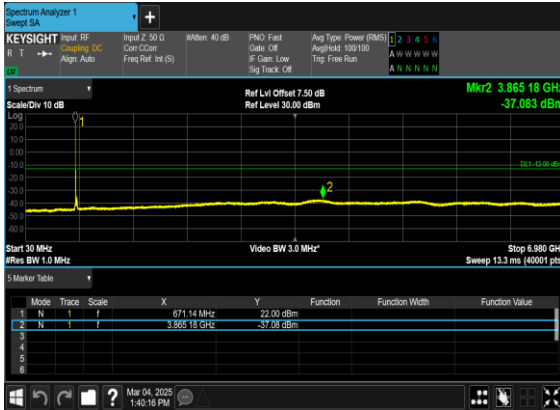 Spectrum Analyzer 1
Swept SA
+
KEYSIGHT Input: RF Input Z: 50 Ω #Atten: 40 dB PNO: Fast Avg Type: Power (RMS) 1 2 3 4 5 6
R T Coupling: DC Corr CCorr Gate: Off Avg|Hold: 100/100 A W W W W W
Align: Auto Freq Ref: Int (S) IF Gain: Low Trig: Free Run
Sig Track: Off A N N N N N
1 Spectrum
Ref Lvl Offset 7.50 dB Mkr2 3.865 18 GHz
Scale/Div 10 dB Ref Level 30.00 dBm -37.083 dBm
Log
20.0
10.0
0.00
-10.0
-20.0
-30.0
-40.0
-50.0
-60.0
1
DL1 -13.00 dBm
2
Start 30 MHz Video BW 3.0 MHz* Stop 6.980 GHz
#Res BW 1.0 MHz Sweep 13.3 ms (40001 pts)
5 Marker Table
Mode Trace Scale X Y Function Function Width Function Value
1 N 1 f 671.14 MHz 22.00 dBm
2 N 1 f 3.865 18 GHz -37.08 dBm
3
4
5
6
? Mar 04, 2025
1:40:16 PM